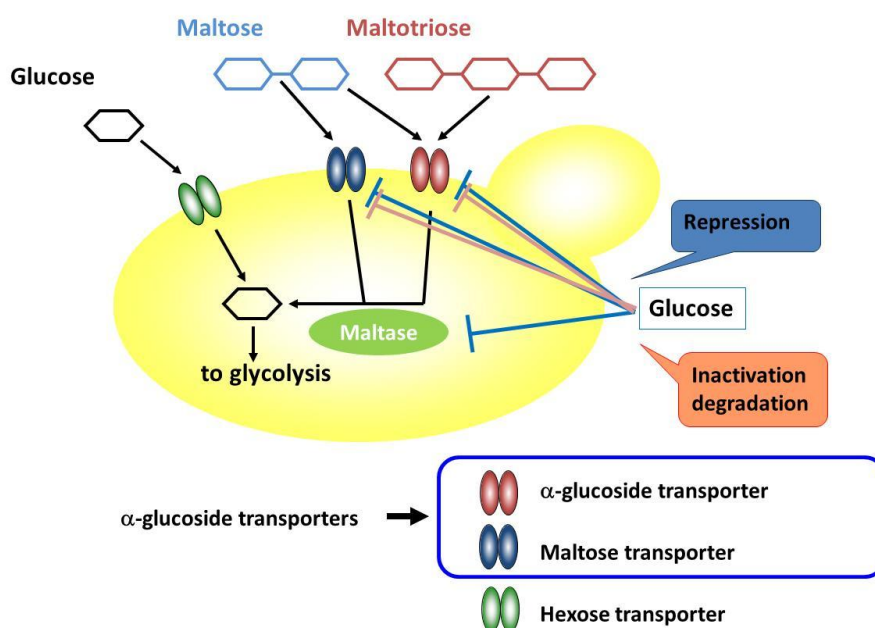 Maltose
Maltotriose
Glucose
Repression
Glucose
Maltase
to glycolysis
Inactivation
degradation
α-glucoside transporter
α-glucoside transporters
Maltose transporter
Hexose transporter